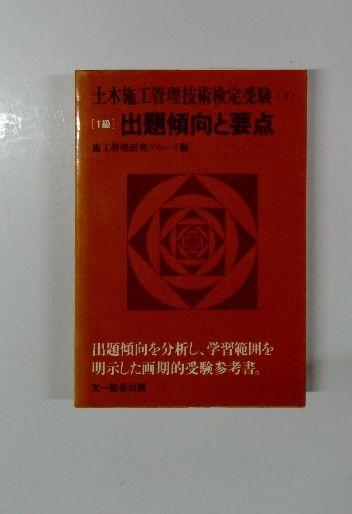 土木施工管理技術検定受験(下)
[1級] 出題傾向と要点
施工管理研究グループ編
出題傾向を分析し、学習範囲を
明示した画期的受験参考書。
文一総合出版